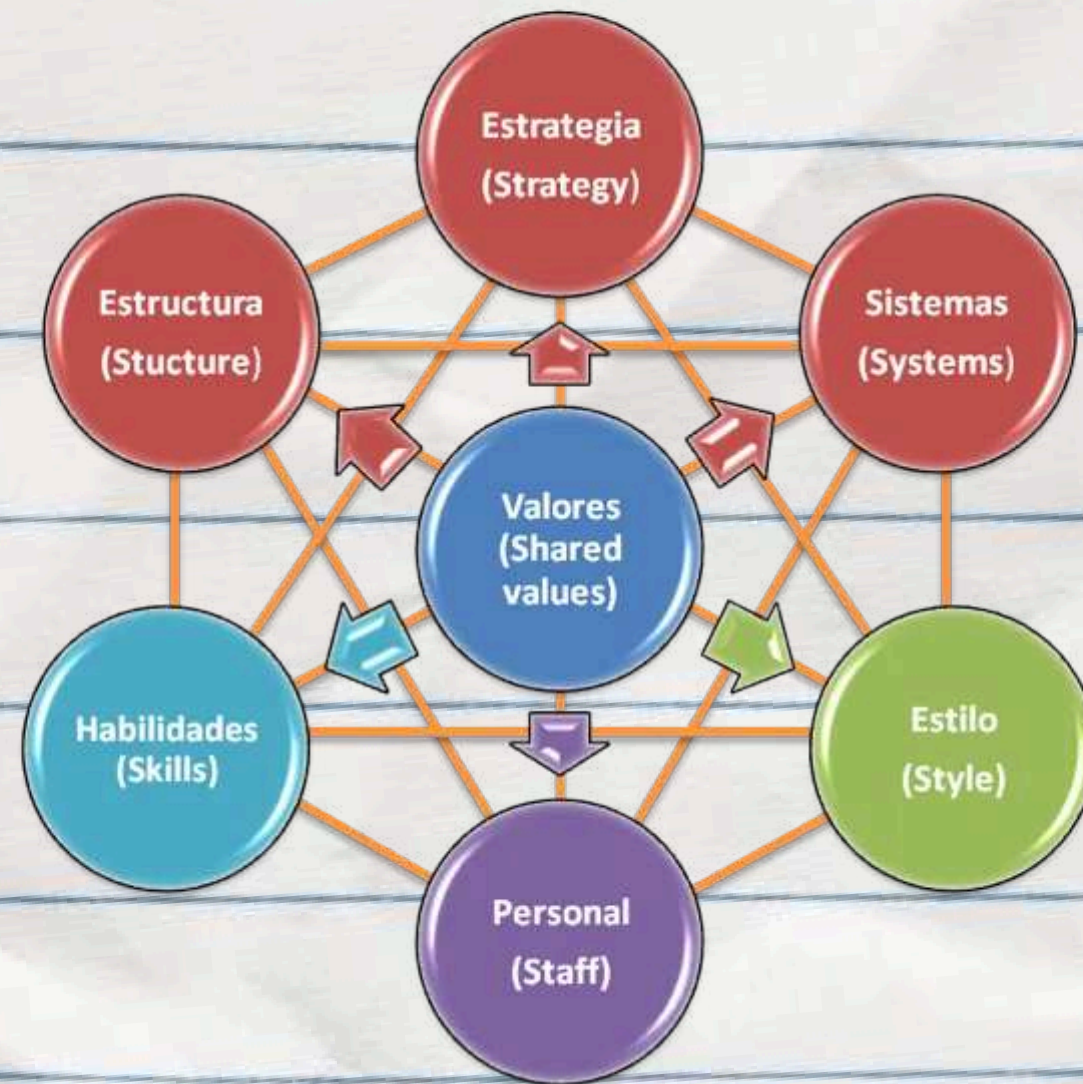 Estrategia
(Strategy)
Estructura
(Stucture)
Sistemas
(Systems)
Valores
(Shared
values)
Habilidades
(Skills)
Estilo
(Style)
Personal
(Staff)